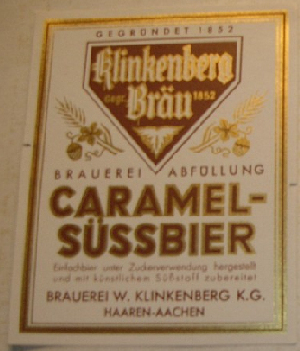 GEGRÜNDET 1852
Klinkenberg
gegr. Bräu 1852
BRAUEREI ABFÜLLUNG
CARAMEL-
SÜSSBIER
Einfachbier unter Zuckerverwendung hergestellt
und mit künstlichem Süßstoff zubereitet
BRAUEREI W. KLINKENBERG K.G.
HAAREN-AACHEN